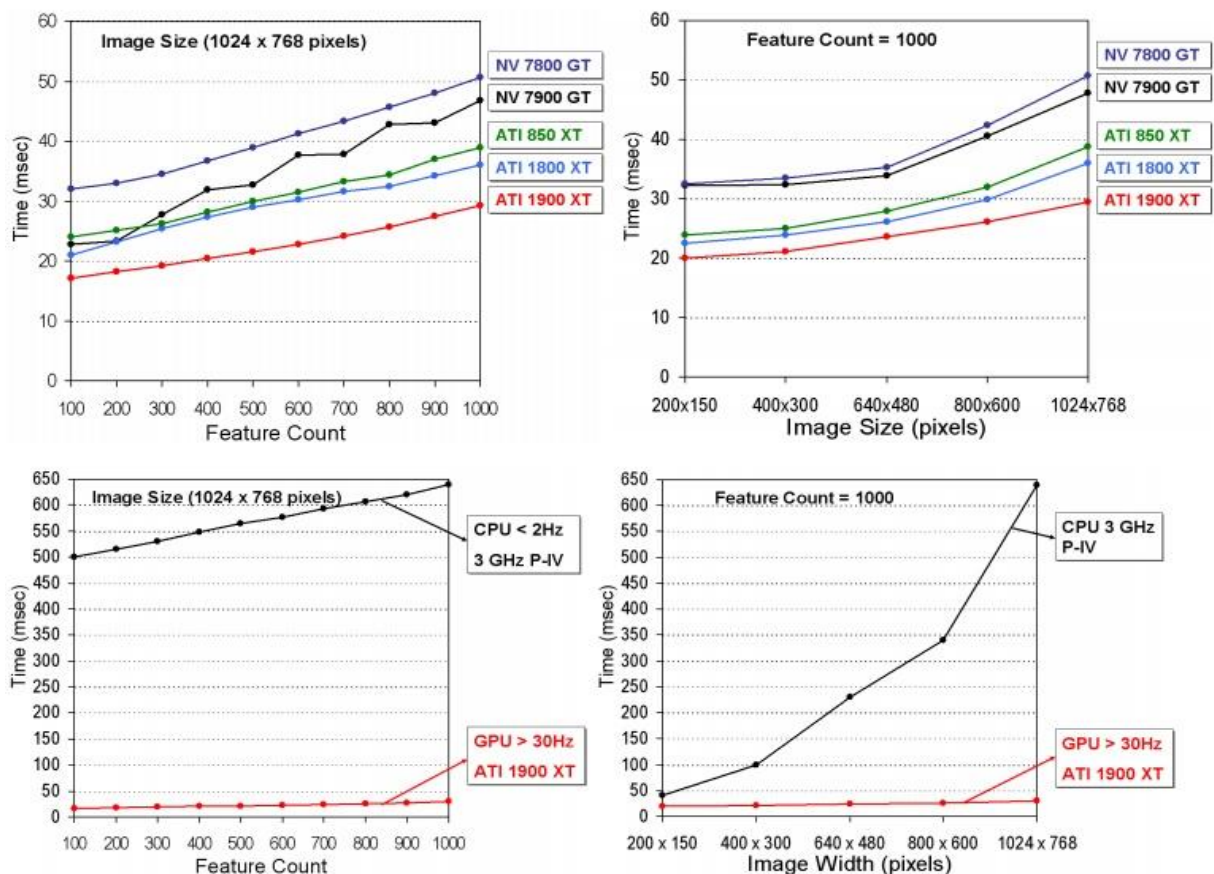 Image Size (1024 x 768 pixels)
60
50
40
30
20
10
0
Time (msec)
NV 7800 GT
NV 7900 GT
ATI 850 XT
ATI 1800 XT
ATI 1900 XT
100 200 300 400 500 600 700 800 900 1000
Feature Count
Feature Count = 1000
60
50
40
30
20
10
0
Time (msec)
NV 7800 GT
NV 7900 GT
ATI 850 XT
ATI 1800 XT
ATI 1900 XT
200x150 400x300 640x480 800x600 1024x768
Image Size (pixels)
Image Size (1024 x 768 pixels)
650
600
550
500
450
400
350
300
250
200
150
100
50
0
Time (msec)
CPU < 2Hz
3 GHz P-IV
GPU > 30Hz
ATI 1900 XT
100 200 300 400 500 600 700 800 900 1000
Feature Count
Feature Count = 1000
650
600
550
500
450
400
350
300
250
200
150
100
50
0
Time (msec)
CPU 3 GHz
P-IV
GPU > 30Hz
ATI 1900 XT
200 x 150 400 x 300 640 x 480 800 x 600 1024 x 768
Image Width (pixels)